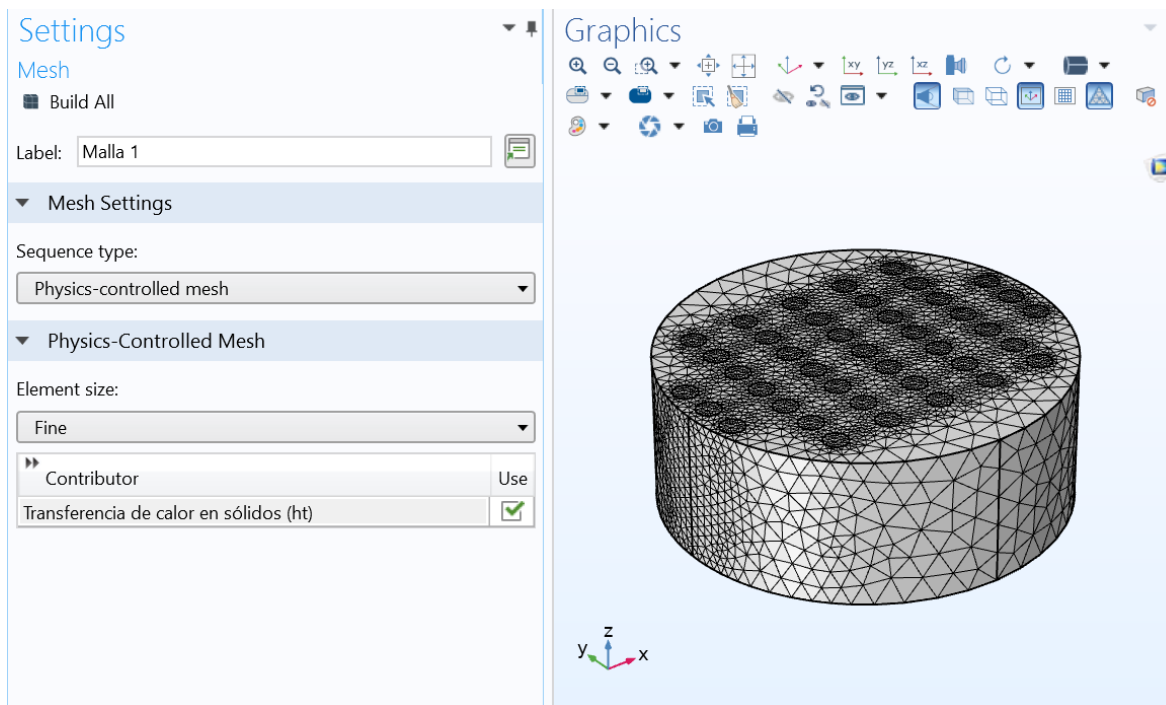 Settings
Mesh
Build All
Label: Malla 1
Mesh Settings
Sequence type:
Physics-controlled mesh
Physics-Controlled Mesh
Element size:
Fine
Contributor Use
Transferencia de calor en sólidos (ht)
Graphics
xy yz xz
z
y x